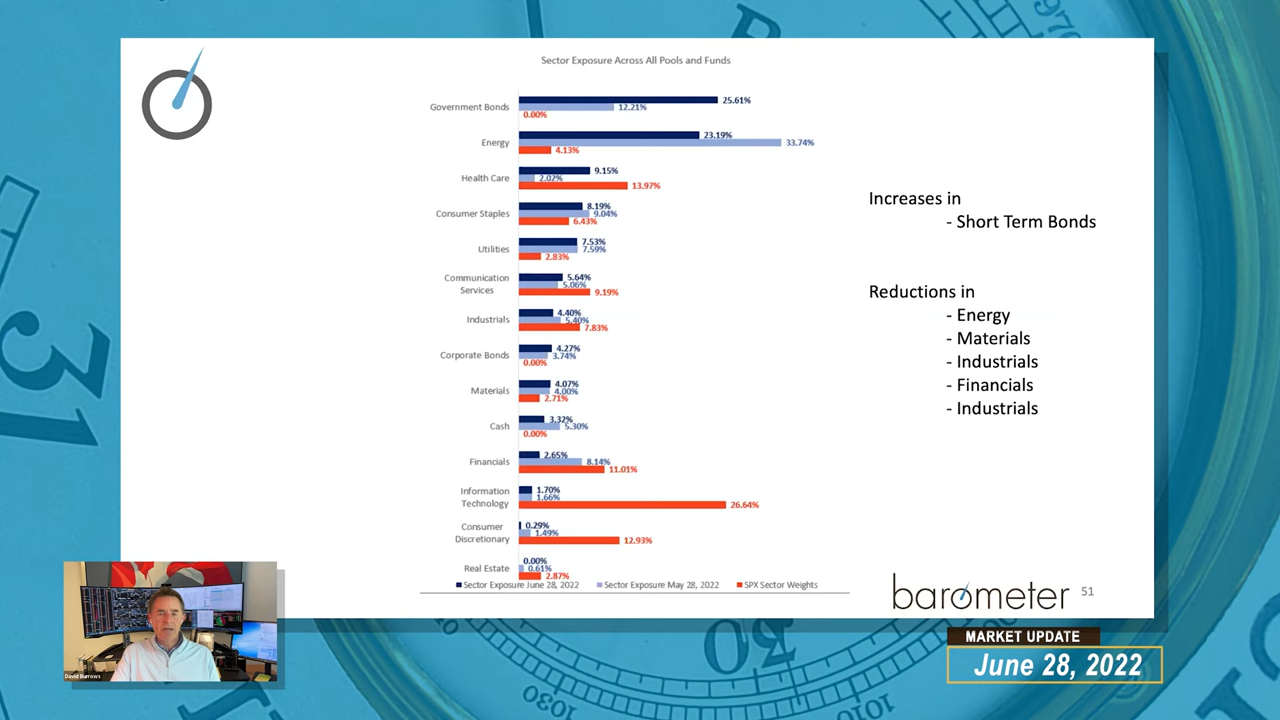 Sector Exposure Across All Pools and Funds
Government Bonds
25.61%
12.21%
0.00%
Energy
23.19%
33.74%
4.13%
Health Care
9.15%
2.02%
13.97%
Consumer Staples
8.19%
9.04%
6.43%
Utilities
7.53%
7.59%
2.83%
Communication
Services
5.64%
5.06%
9.19%
Industrials
4.40%
5.40%
7.83%
Corporate Bonds
4.27%
3.74%
0.00%
Materials
4.07%
4.00%
2.71%
Cash
3.32%
5.30%
0.00%
Financials
2.65%
8.14%
11.01%
Information
Technology
1.70%
1.66%
26.64%
Consumer
Discretionary
0.29%
1.49%
12.93%
Real Estate
0.00%
0.61%
2.87%
Sector Exposure June 28, 2022 Sector Exposure May 28, 2022 SPX Sector Weights
Increases in
- Short Term Bonds
Reductions in
- Energy
- Materials
- Industrials
- Financials
- Industrials
barometer 51
MARKET UPDATE
June 28, 2022
David Burrows
970
31
30
1030
1010